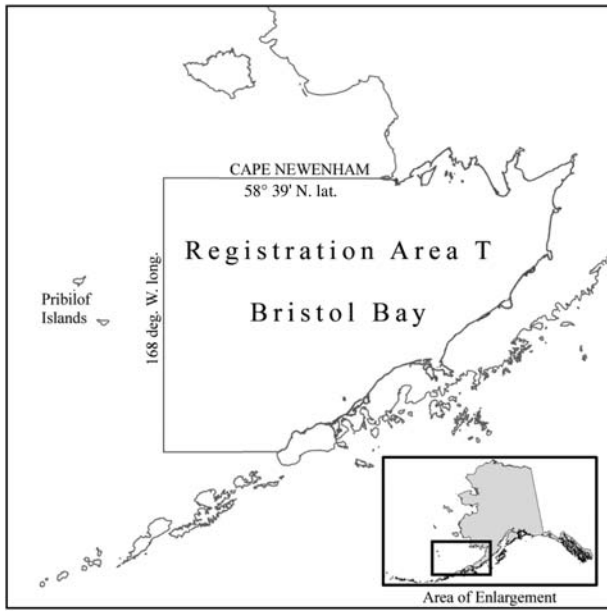 CAPE NEWENHAM
58° 39' N. lat.
Registration Area T
Bristol Bay
168 deg. W. long.
Pribilof
Islands
Area of Enlargement